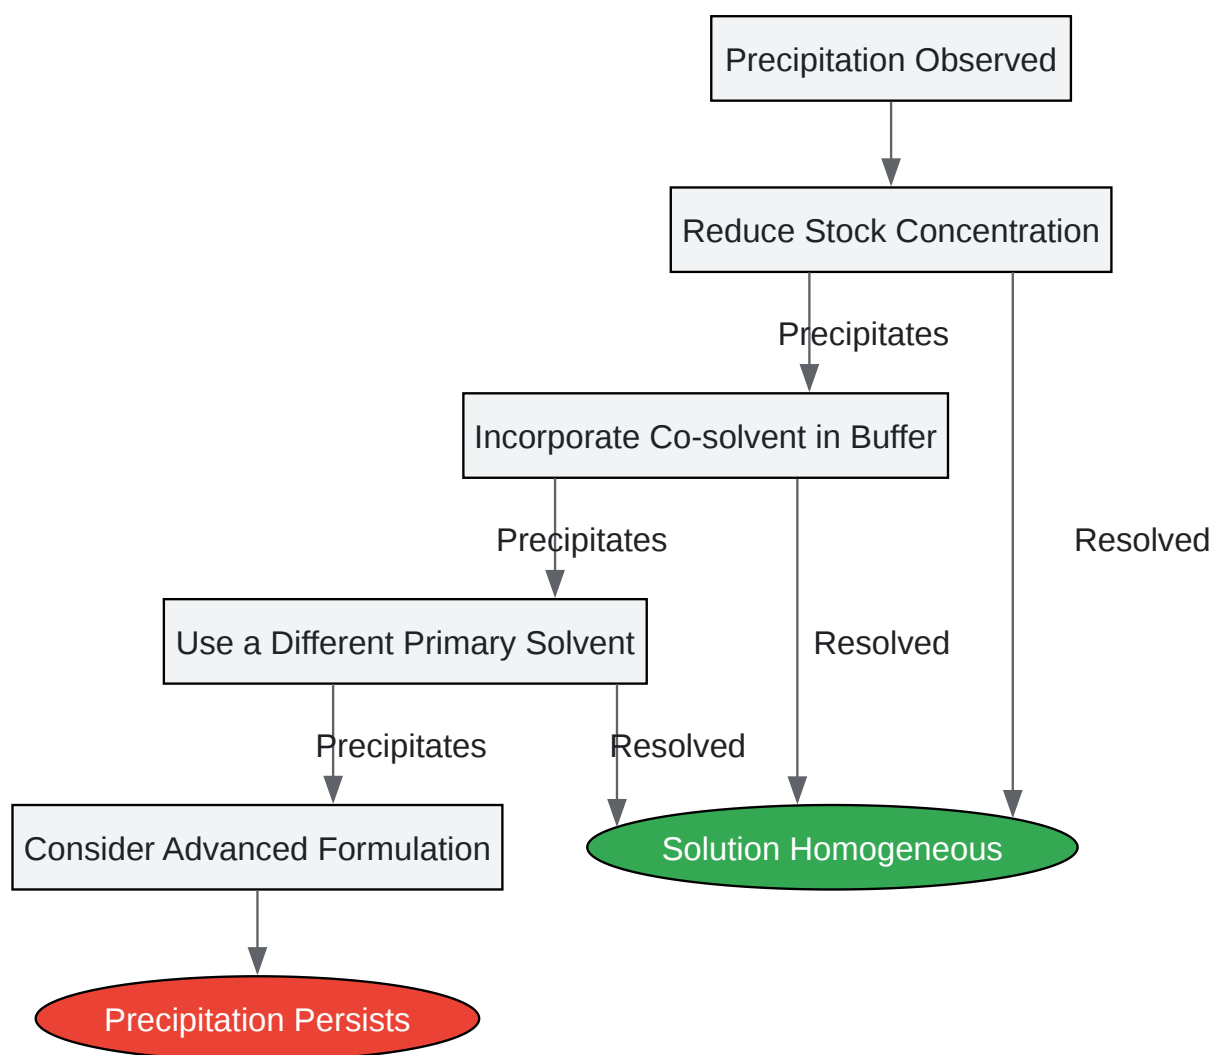 Precipitation Observed
Reduce Stock Concentration
Precipitates
Incorporate Co-solvent in Buffer
Precipitates
Resolved
Use a Different Primary Solvent
Resolved
Precipitates
Resolved
Consider Advanced Formulation
Solution Homogeneous
Precipitation Persists